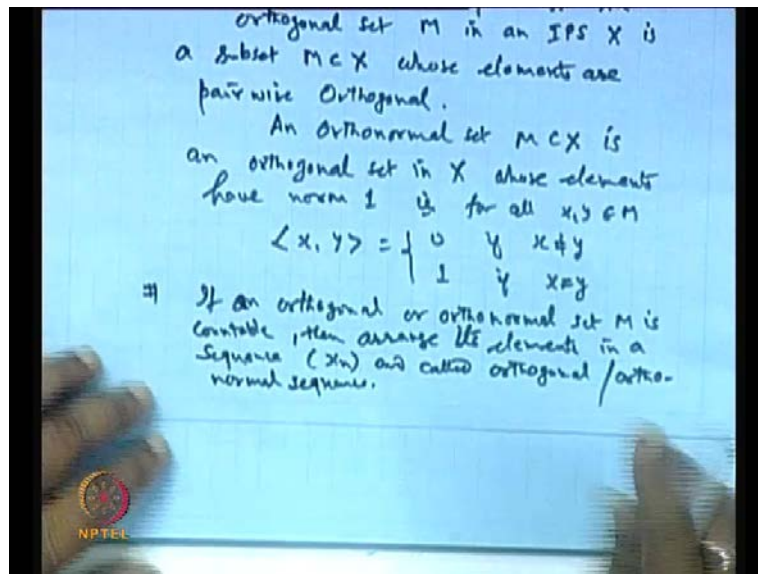 orthogonal set M in an IPS X is
a subset M ⊂ X whose elements are
pairwise Orthogonal.
An Orthonormal set M ⊂ X is
an orthogonal set in X whose elements
have norm 1 ie for all x, y ∈ M
< x, y > = { 0 if x ≠ y
1 if x = y
⇒ If an orthogonal or orthonormal set M is
Countable, then arrange its elements in a
Sequence (xn) and called orthogonal / ortho-
normal sequence.
NPTEL